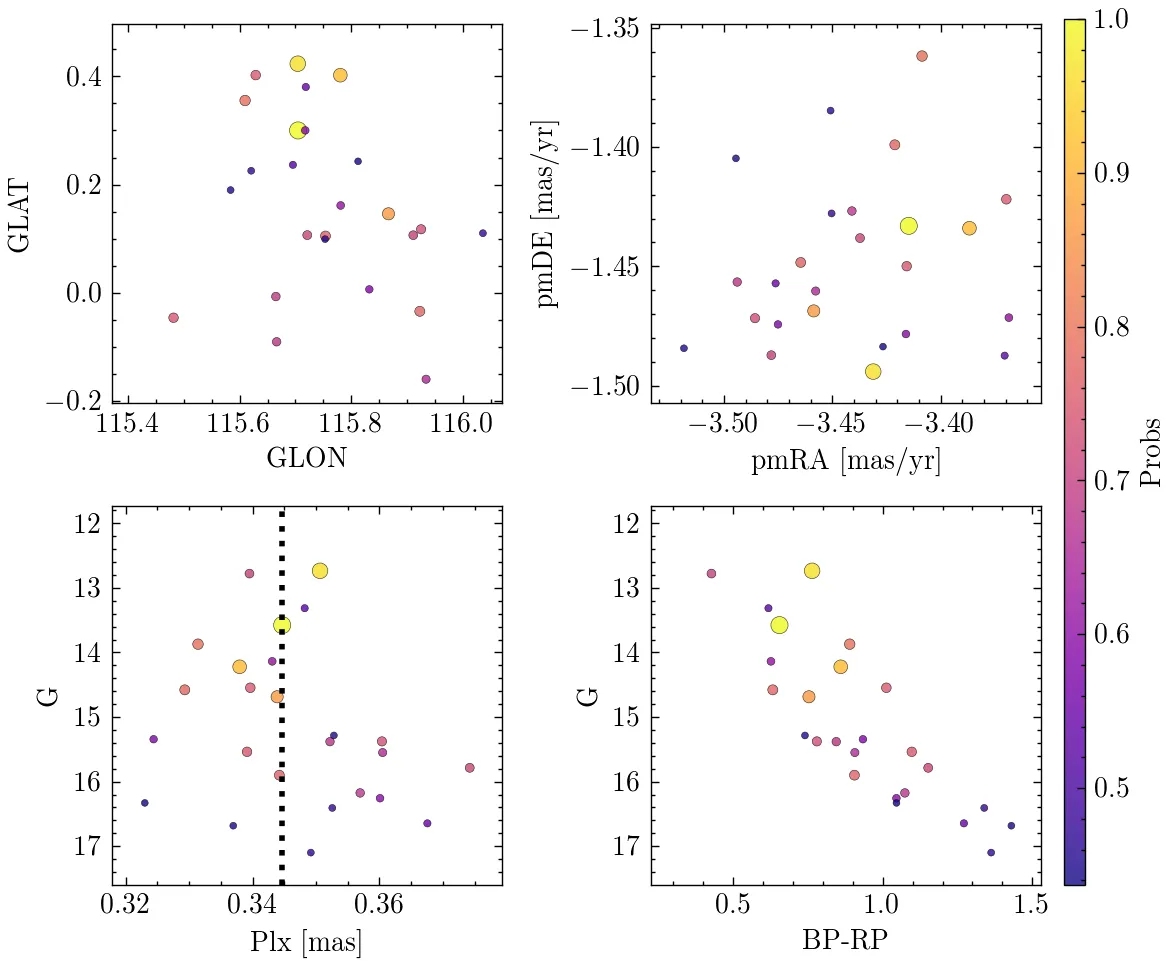 0.4
0.2
0.0
−0.2
GLAT
115.4 115.6 115.8 116.0
GLON
−1.35
−1.40
−1.45
−1.50
pmDE [mas/yr]
−3.50 −3.45 −3.40
pmRA [mas/yr]
12
13
14
15
16
17
G
0.32 0.34 0.36
Plx [mas]
12
13
14
15
16
17
G
0.5 1.0 1.5
BP-RP
1.0
0.9
0.8
0.7
0.6
0.5
Probs